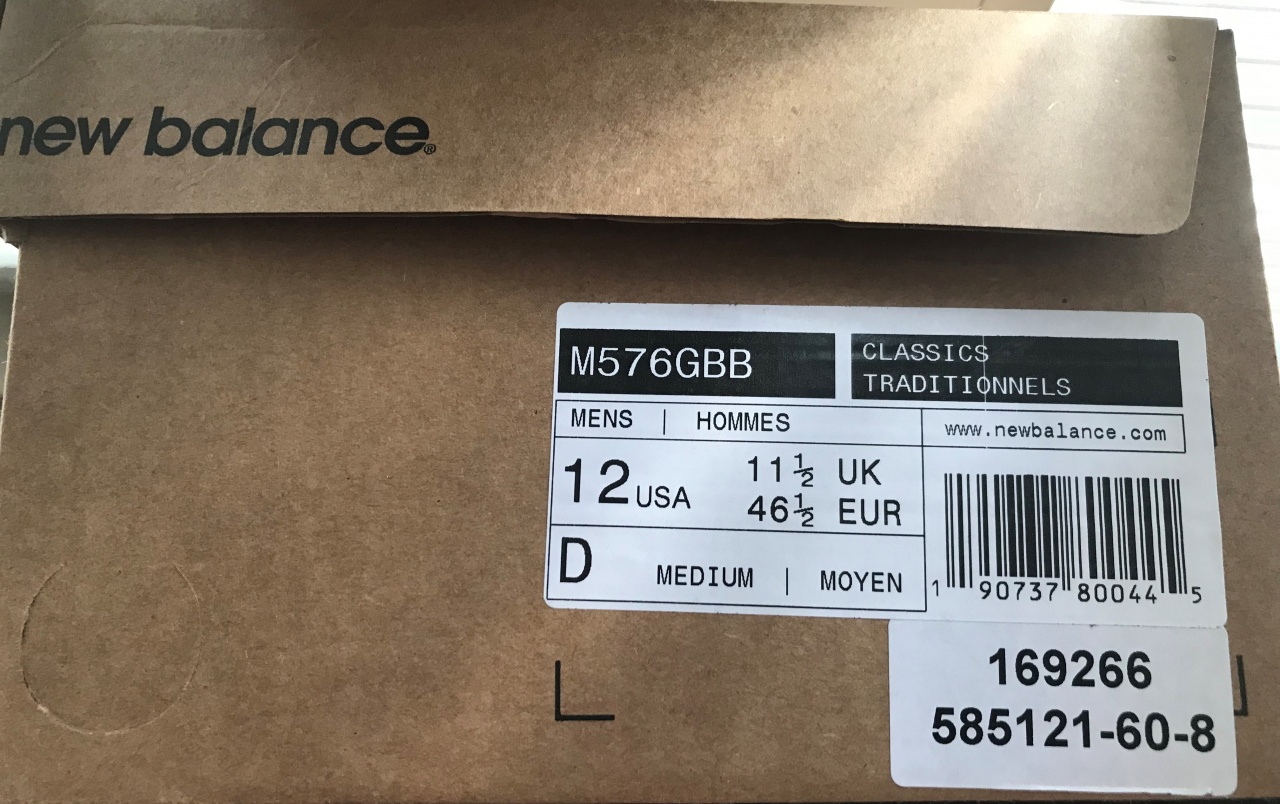 new balance®
M576GBB
CLASSICS
TRADITIONNELS
MENS | HOMMES
www.newbalance.com
12 USA
11½ UK
46½ EUR
D MEDIUM | MOYEN
1 90737 80044 5
169266
585121-60-8